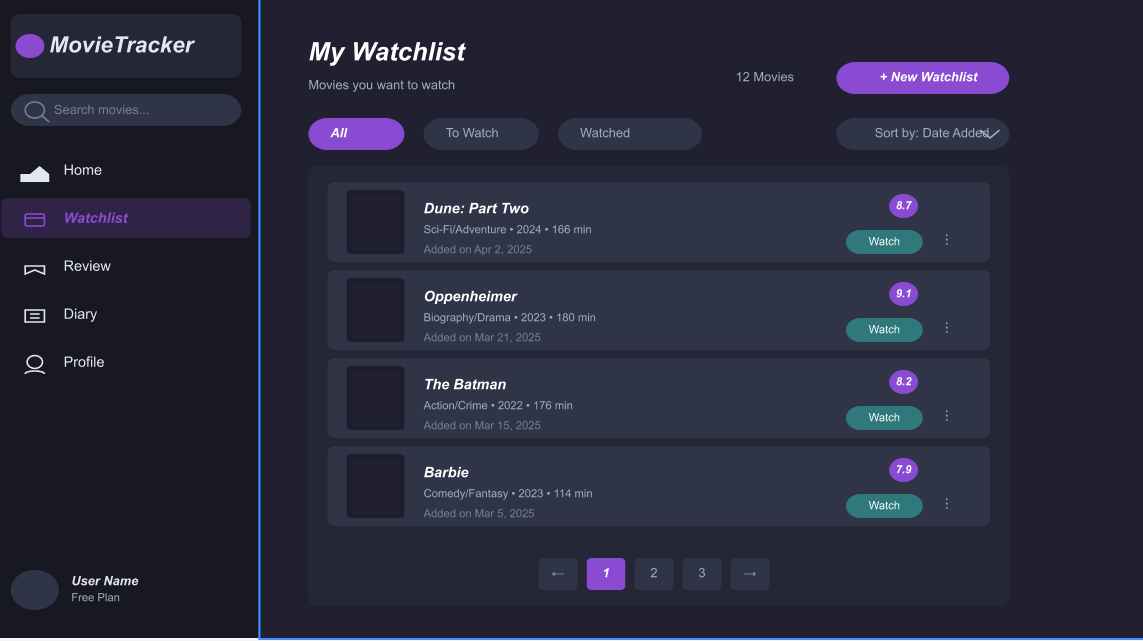 MovieTracker
Search movies...
Home
Watchlist
Review
Diary
Profile
User Name
Free Plan
My Watchlist
Movies you want to watch
12 Movies
+ New Watchlist
All
To Watch
Watched
Sort by: Date Added
Dune: Part Two
Sci-Fi/Adventure • 2024 • 166 min
Added on Apr 2, 2025
8.7
Watch
⋮
Oppenheimer
Biography/Drama • 2023 • 180 min
Added on Mar 21, 2025
9.1
Watch
⋮
The Batman
Action/Crime • 2022 • 176 min
Added on Mar 15, 2025
8.2
Watch
⋮
Barbie
Comedy/Fantasy • 2023 • 114 min
Added on Mar 5, 2025
7.9
Watch
⋮
← 1 2 3 →